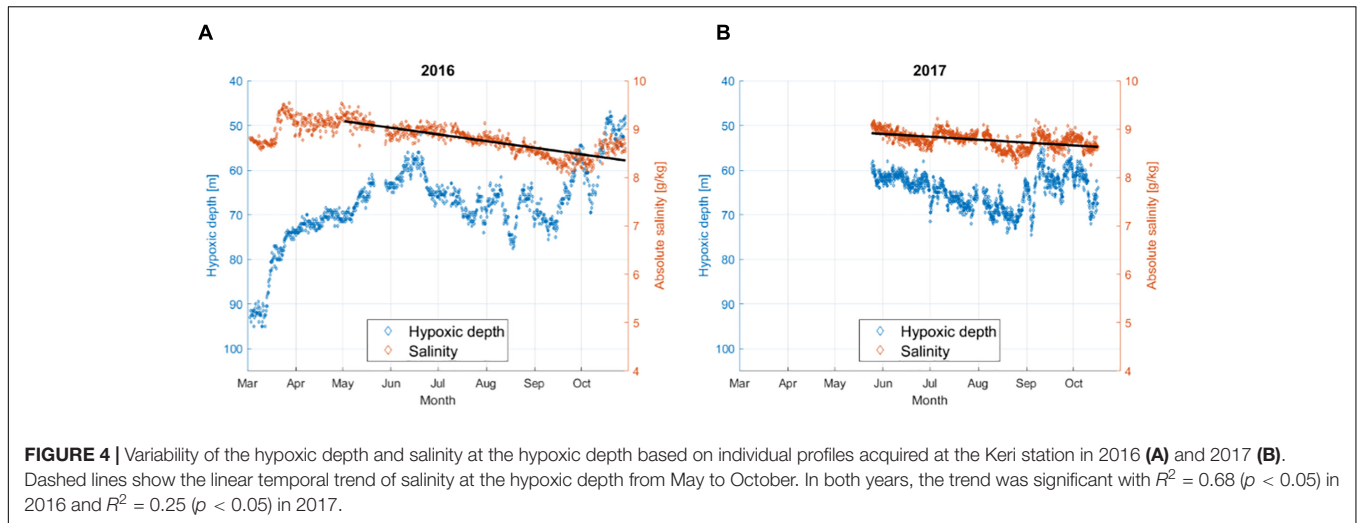 A
B
2016
2017
40
50
60
70
80
90
100
Hypoxic depth [m]
10
9
8
7
6
5
4
Absolute salinity [g/kg]
Hypoxic depth
Salinity
Mar Apr May Jun Jul Aug Sep Oct
Month
40
50
60
70
80
90
100
Hypoxic depth [m]
10
9
8
7
6
5
4
Absolute salinity [g/kg]
Hypoxic depth
Salinity
Mar Apr May Jun Jul Aug Sep Oct
Month
FIGURE 4 | Variability of the hypoxic depth and salinity at the hypoxic depth based on individual profiles acquired at the Keri station in 2016 (A) and 2017 (B).
Dashed lines show the linear temporal trend of salinity at the hypoxic depth from May to October. In both years, the trend was significant with R² = 0.68 (p < 0.05) in
2016 and R² = 0.25 (p < 0.05) in 2017.